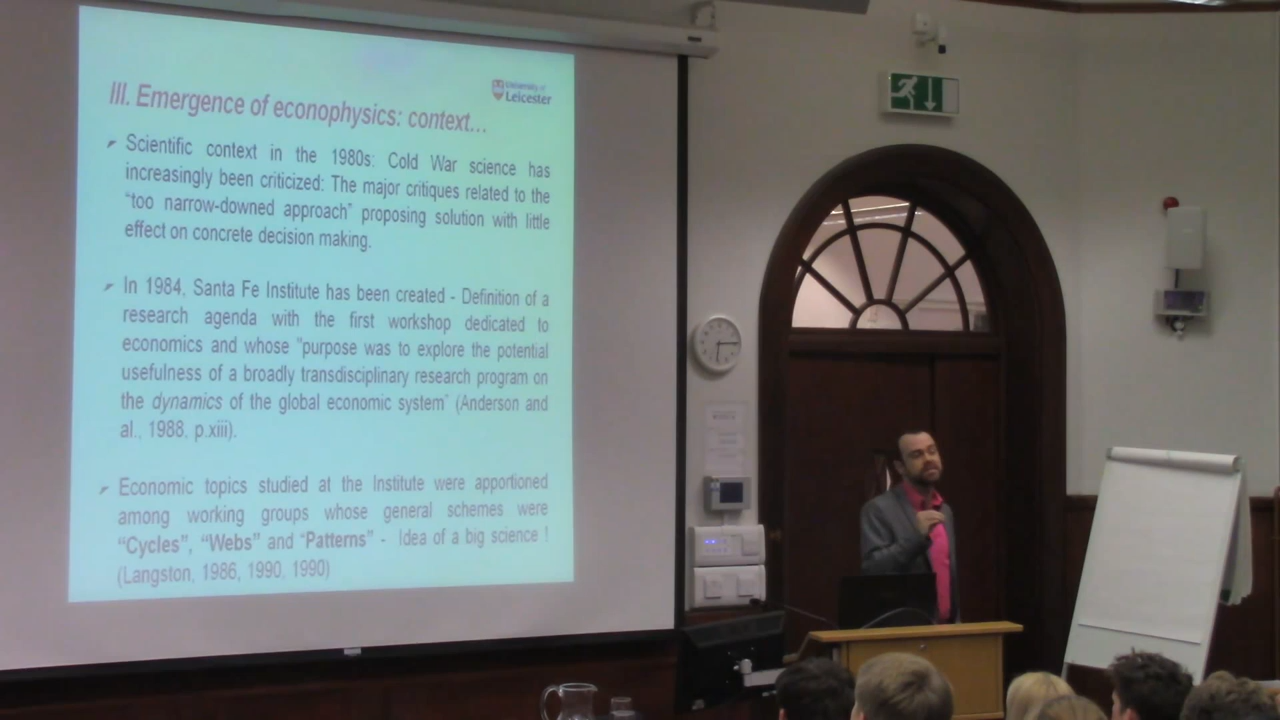 III. Emergence of econophysics: context...
University of
Leicester
Scientific context in the 1980s: Cold War science has
increasingly been criticized: The major critiques related to the
"too narrow-downed approach" proposing solution with little
effect on concrete decision making.
In 1984, Santa Fe Institute has been created - Definition of a
research agenda with the first workshop dedicated to
economics and whose "purpose was to explore the potential
usefulness of a broadly transdisciplinary research program on
the dynamics of the global economic system" (Anderson and
al., 1988, p.xiii).
Economic topics studied at the Institute were apportioned
among working groups whose general schemes were
"Cycles", "Webs" and "Patterns" - Idea of a big science !
(Langston, 1986, 1990, 1990)